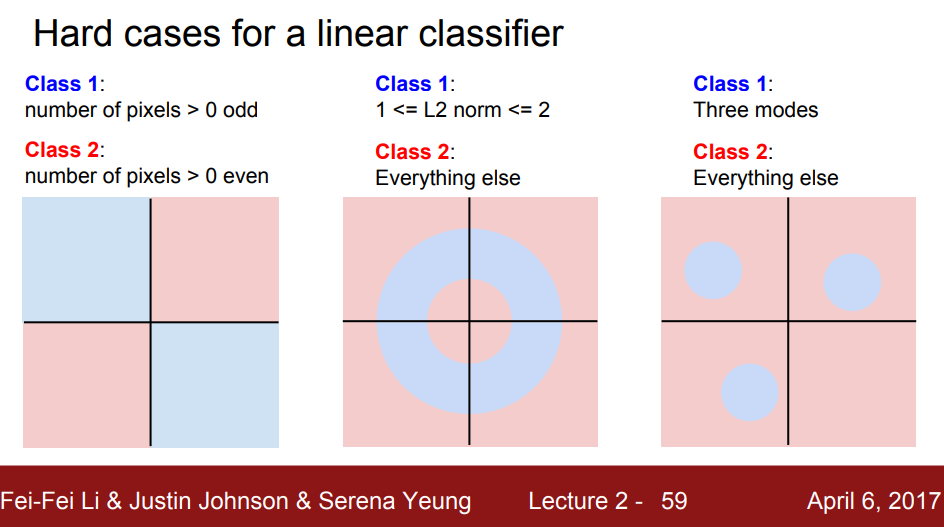 Hard cases for a linear classifier
Class 1:
number of pixels > 0 odd
Class 2:
number of pixels > 0 even
Class 1:
1 <= L2 norm <= 2
Class 2:
Everything else
Class 1:
Three modes
Class 2:
Everything else
Fei-Fei Li & Justin Johnson & Serena Yeung Lecture 2 - 59 April 6, 2017